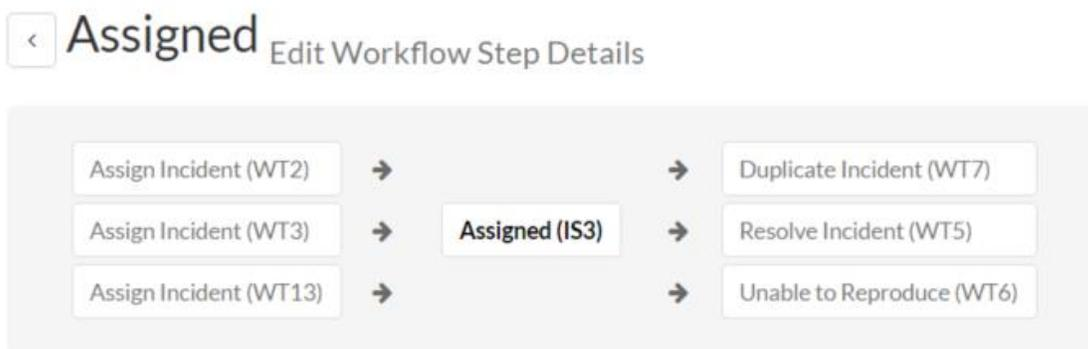 Assigned Edit Workflow Step Details
Assign Incident (WT2) Duplicate Incident (WT7)
Assign Incident (WT3) Assigned (IS3) Resolve Incident (WT5)
Assign Incident (WT13) Unable to Reproduce (WT6)